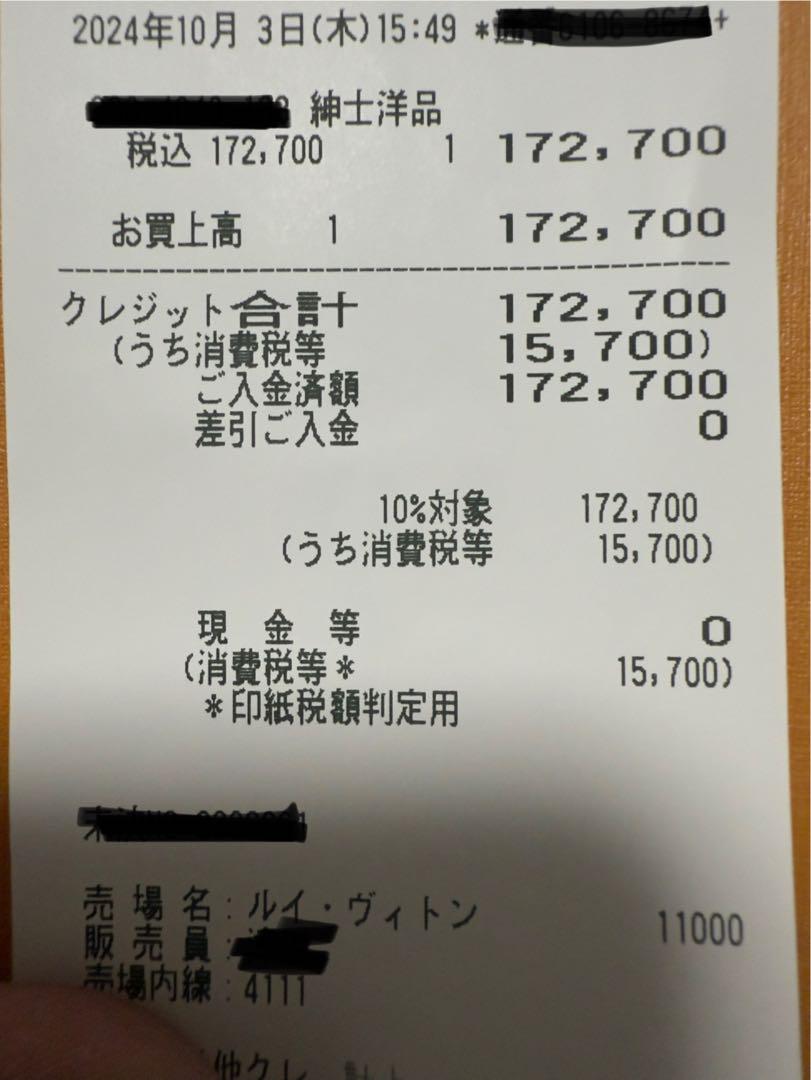 2024年10月 3日(木)15:49 *
紳士洋品
税込 172,700 1 172,700
お買上高 1 172,700
クレジット合計 172,700
(うち消費税等 15,700)
ご入金済額 172,700
差引ご入金 0
10%対象 172,700
(うち消費税等 15,700)
現 金 等 0
(消費税等* 15,700)
*印紙税額判定用
売 場 名:ルイ・ヴィトン 11000
販 売 員:
売場内線:4111